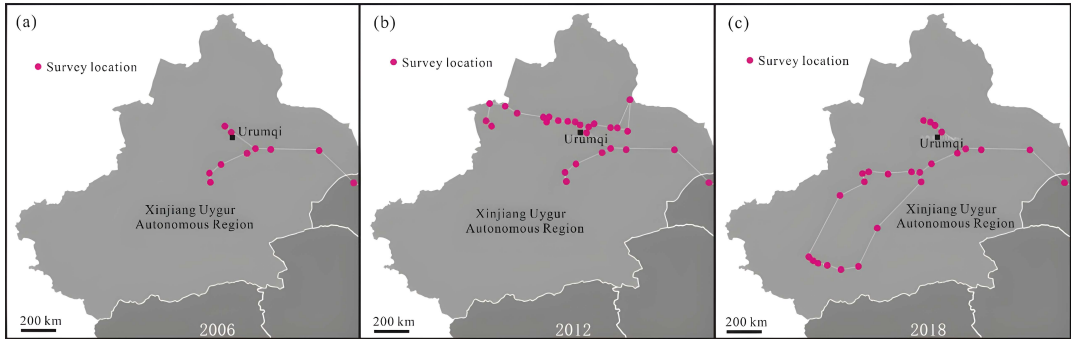 (a)
Survey location
Urumqi
Xinjiang Uygur
Autonomous Region
200 km
2006
(b)
Survey location
Urumqi
Xinjiang Uygur
Autonomous Region
200 km
2012
(c)
Survey location
Urumqi
Xinjiang Uygur
Autonomous Region
200 km
2018